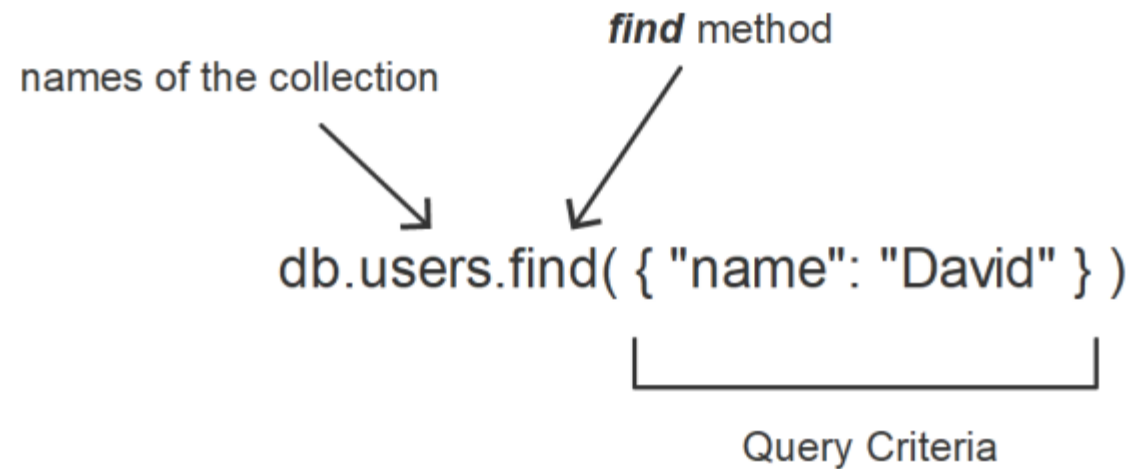 find method
names of the collection
db.users.find( { "name": "David" } )
Query Criteria